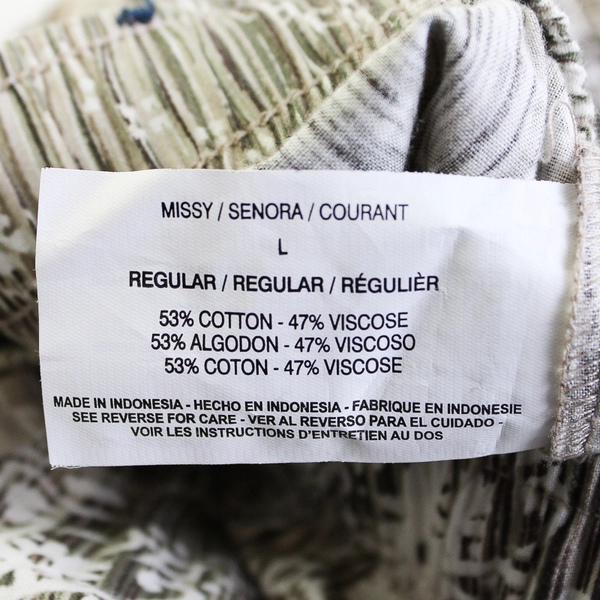 MISSY / SENORA / COURANT
L
REGULAR / REGULAR / RÉGULIÈR
53% COTTON - 47% VISCOSE
53% ALGODON - 47% VISCOSO
53% COTON - 47% VISCOSE
MADE IN INDONESIA - HECHO EN INDONESIA - FABRIQUE EN INDONESIE
SEE REVERSE FOR CARE - VER AL REVERSO PARA EL CUIDADO -
VOIR LES INSTRUCTIONS D'ENTRETIEN AU DOS